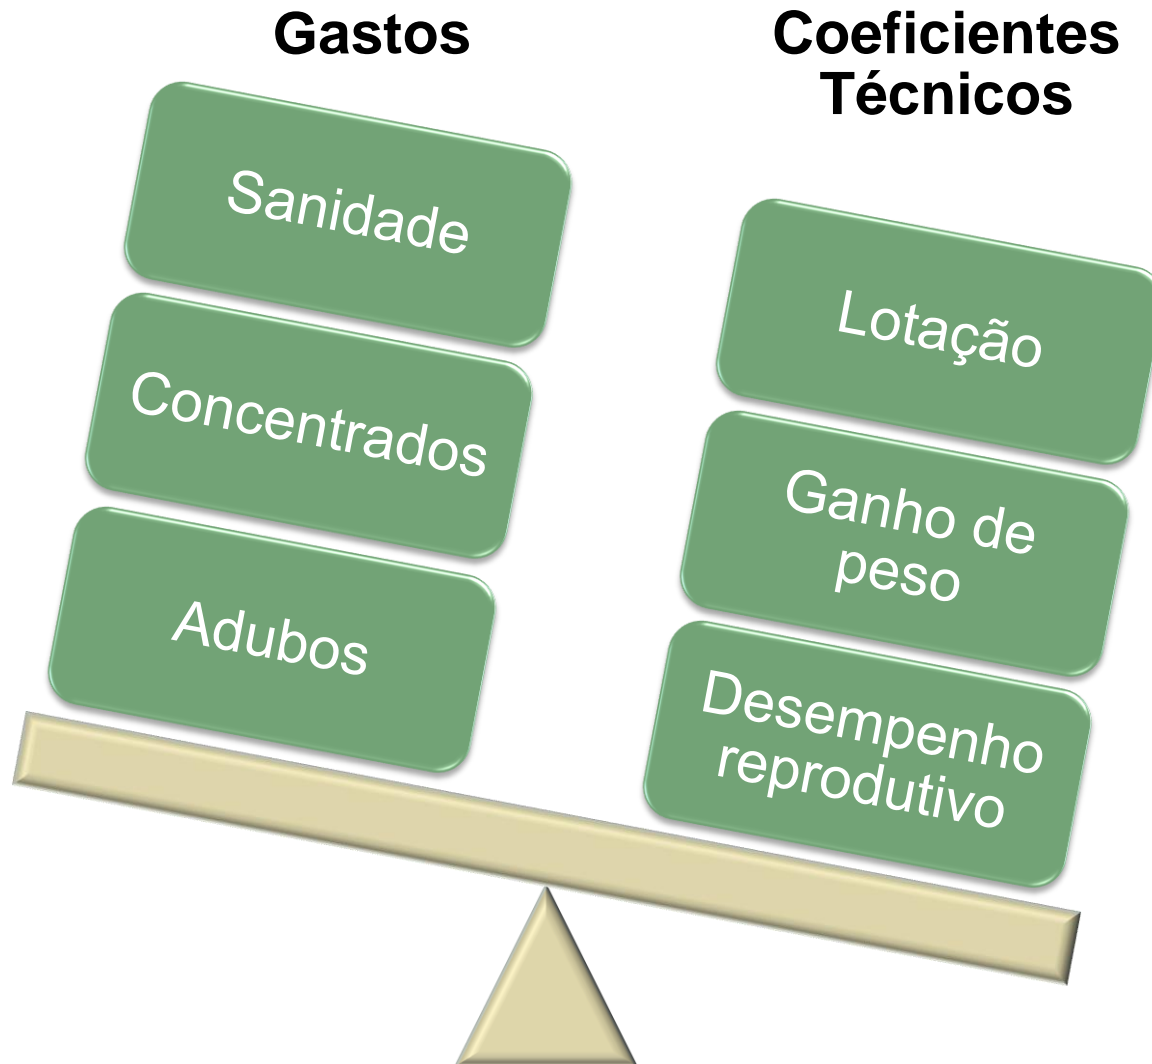 Gastos
Sanidade
Concentrados
Adubos
Coeficientes
Técnicos
Lotação
Ganho de
peso
Desempenho
reprodutivo